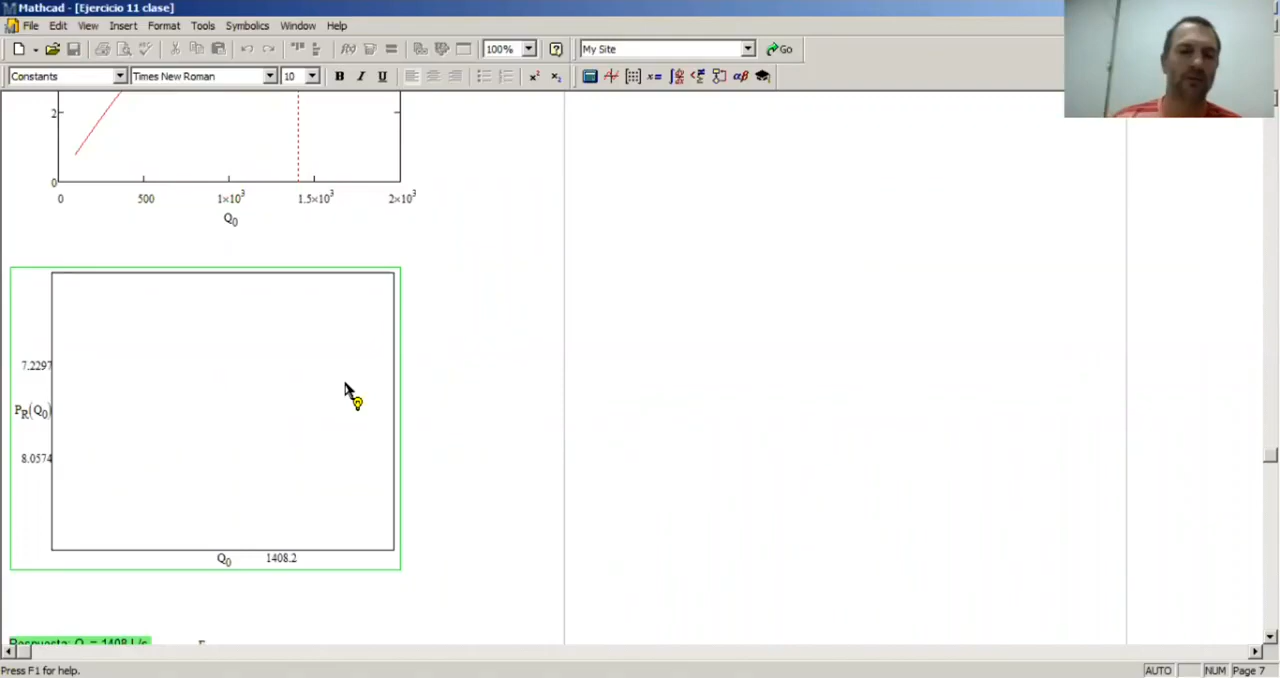 Mathcad - [Ejercicio 11 clase]
File Edit View Insert Format Tools Symbolics Window Help
100% My Site Go
Constants Times New Roman 10 B I U
2
0
0 500 1×10³ 1.5×10³ 2×10³
Q₀
7.2297
P_R(Q₀)
8.0574
Q₀ 1408.2
Respuesta: Q = 1408 L/s
Press F1 for help. AUTO NUM Page 7